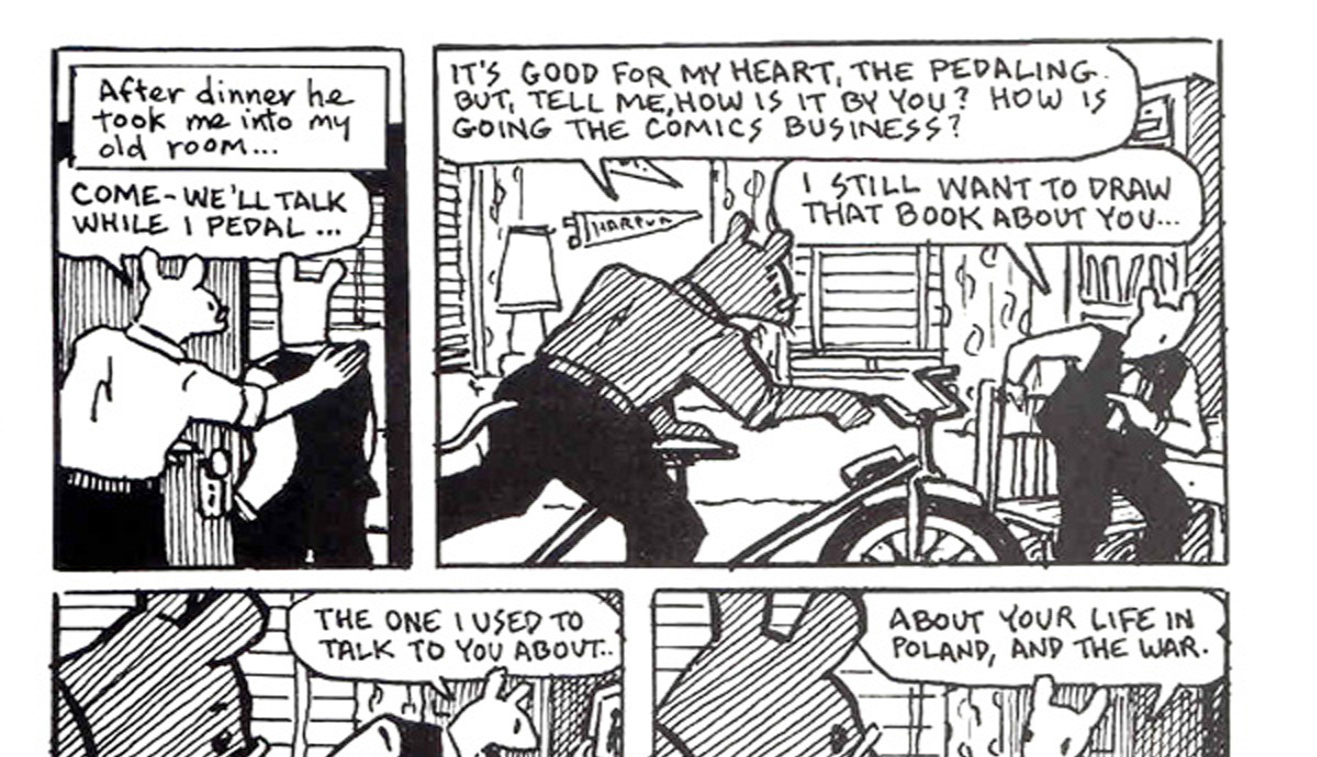 After dinner he
took me into my
old room...
COME-WE'LL TALK
WHILE I PEDAL ...
IT'S GOOD FOR MY HEART, THE PEDALING.
BUT, TELL ME, HOW IS IT BY YOU? HOW IS
GOING THE COMICS BUSINESS?
I STILL WANT TO DRAW
THAT BOOK ABOUT YOU...
HARPUR
THE ONE I USED TO
TALK TO YOU ABOUT..
ABOUT YOUR LIFE IN
POLAND, AND THE WAR.